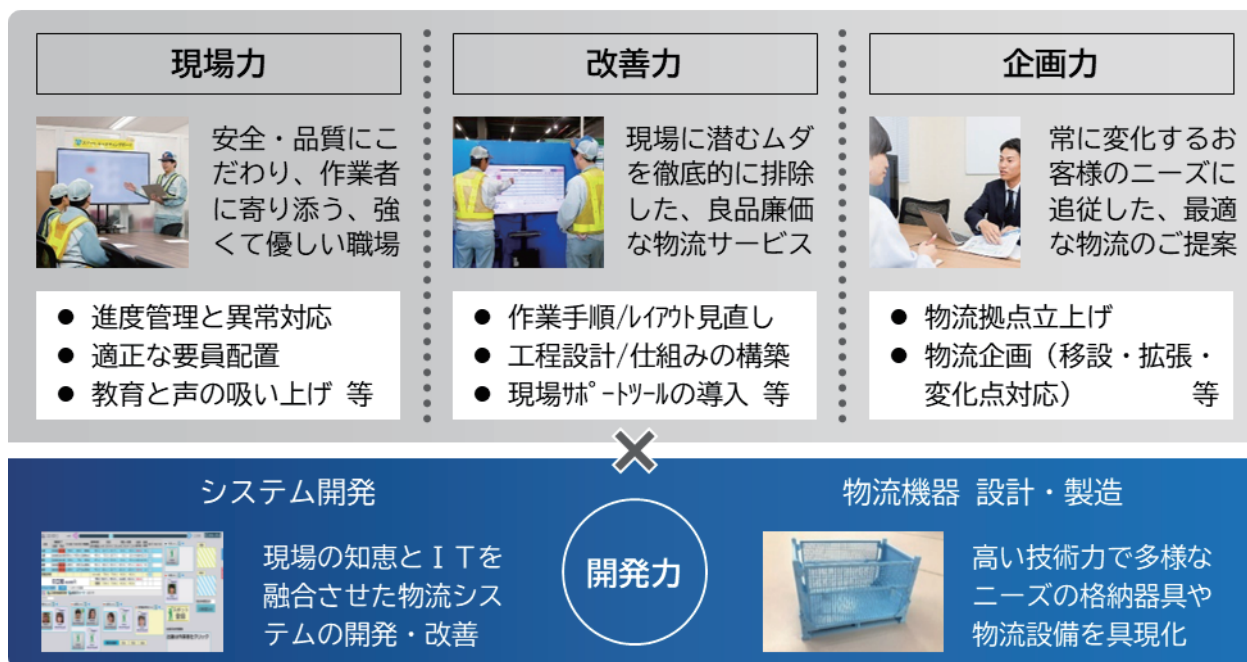 現場力
安全・品質にこ
だわり、作業者
に寄り添う、強
くて優しい職場
● 進度管理と異常対応
● 適正な要員配置
● 教育と声の吸い上げ 等
改善力
現場に潜むムダ
を徹底的に排除
した、良品廉価
な物流サービス
● 作業手順/ﾚｲｱｳﾄ見直し
● 工程設計/仕組みの構築
● 現場ｻﾎﾟｰﾄﾂｰﾙの導入 等
企画力
常に変化するお
客様のニーズに
追従した、最適
な物流のご提案
● 物流拠点立上げ
● 物流企画（移設・拡張・
変化点対応） 等
×
システム開発
現場の知恵とＩＴを
融合させた物流シス
テムの開発・改善
開発力
物流機器 設計・製造
高い技術力で多様な
ニーズの格納器具や
物流設備を具現化